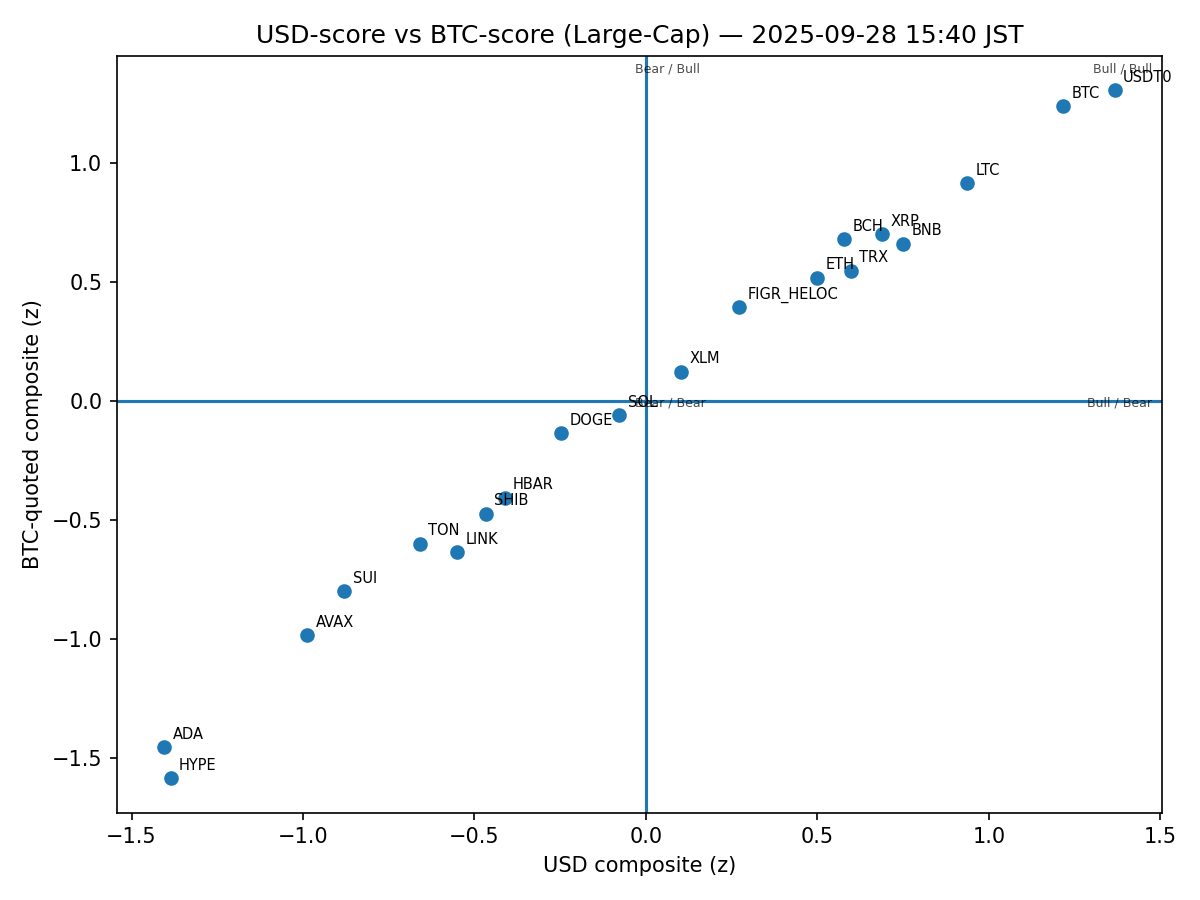 USD-score vs BTC-score (Large-Cap) — 2025-09-28 15:40 JST
Bear / Bull
Bull / Bull
USDT0
BTC
LTC
BCH
XRP
BNB
TRX
ETH
FIGR_HELOC
XLM
SOL
Bear / Bear
Bull / Bear
DOGE
HBAR
SHIB
TON
LINK
SUI
AVAX
ADA
HYPE
1.0
0.5
0.0
−0.5
−1.0
−1.5
BTC-quoted composite (z)
−1.5
−1.0
−0.5
0.0
0.5
1.0
1.5
USD composite (z)